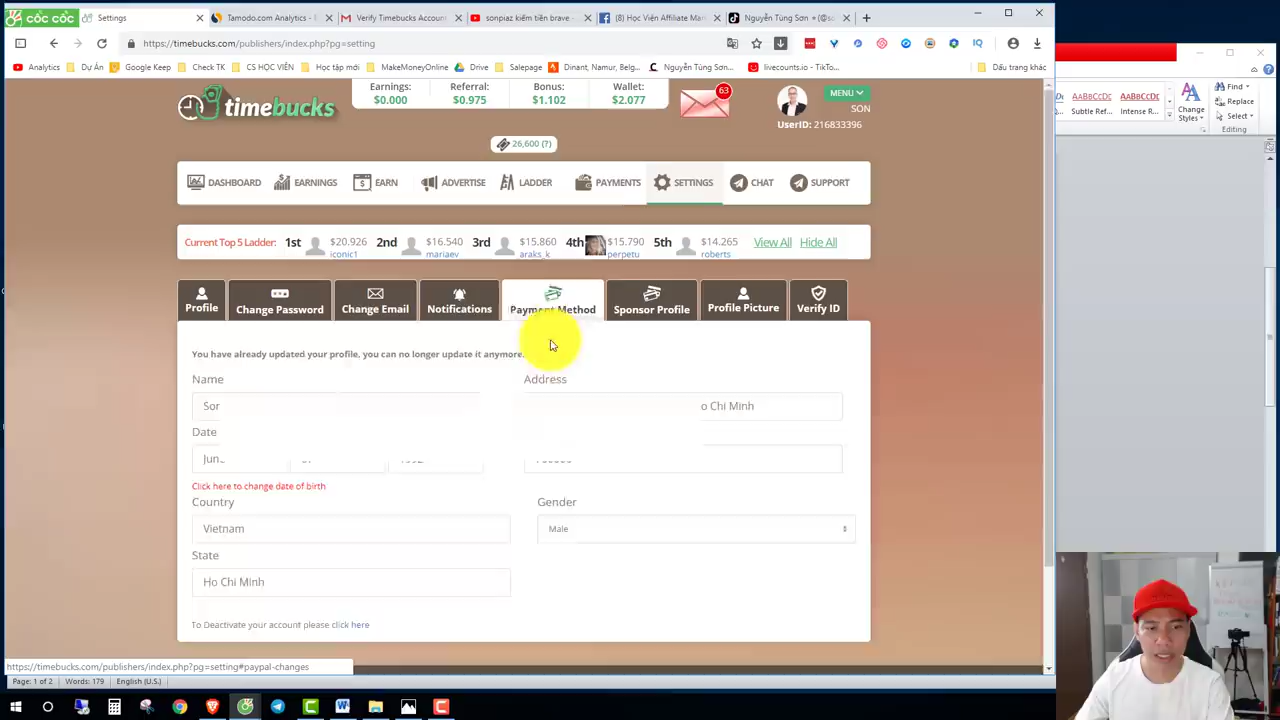 CỐC CỐC
Settings
Tamodo.com Analytics -
Verify Timebucks Accoun
sonpiaz kiếm tiền brave -
(8) Học Viện Affiliate Mar
Nguyễn Tùng Sơn
https://timebucks.com/publishers/index.php?pg=setting
Analytics
Dự Án
Google Keep
Check TK
CS HỌC VIÊN
Học tập mới
MakeMoneyOnline
Drive
Salepage
Dinant, Namur, Belg...
Nguyễn Tùng Sơn...
livecounts.io - TikTo...
Dấu trang khác
timebucks
Earnings:
$0.000
Referral:
$0.975
Bonus:
$1.102
Wallet:
$2.077
63
MENU
SON
UserID: 216833396
26,600 (?)
DASHBOARD
EARNINGS
EARN
ADVERTISE
LADDER
PAYMENTS
SETTINGS
CHAT
SUPPORT
Current Top 5 Ladder:
1st $20.926 iconic1
2nd $16.540 mariaev
3rd $15.860 araks_k
4th $15.790 perpetu
5th $14.265 roberts
View All
Hide All
Profile
Change Password
Change Email
Notifications
Payment Method
Sponsor Profile
Profile Picture
Verify ID
You have already updated your profile, you can no longer update it anymore.
Name
Address
Sor
o Chi Minh
Date
June
Click here to change date of birth
Country
Gender
Vietnam
Male
State
Ho Chi Minh
To Deactivate your account please click here
https://timebucks.com/publishers/index.php?pg=setting#paypal-changes
Page: 1 of 2
Words: 179
English (U.S.)
AaBbCcDc
AaBbCcDc
Subtle Ref...
Intense R...
Change
Styles
Find
Replace
Select
Editing